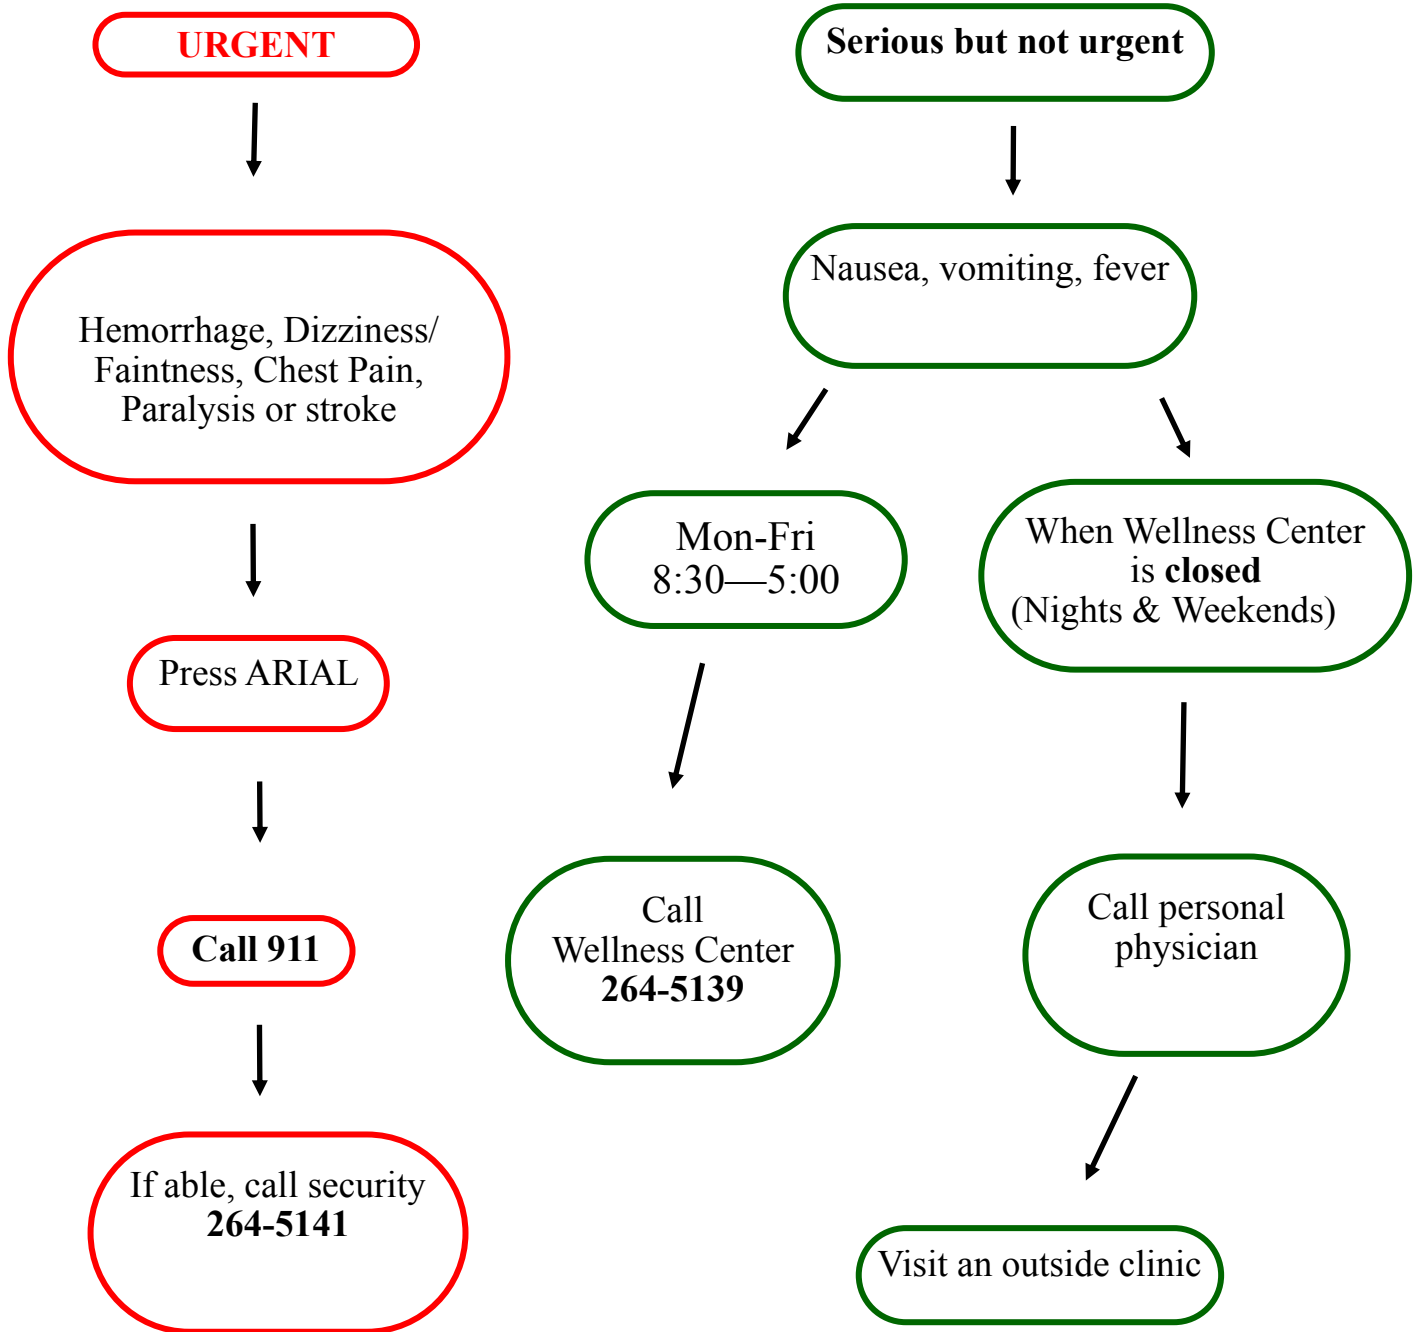 URGENT
Hemorrhage, Dizziness/
Faintness, Chest Pain,
Paralysis or stroke
Press ARIAL
Call 911
If able, call security
264-5141
Serious but not urgent
Nausea, vomiting, fever
Mon-Fri
8:30—5:00
Call
Wellness Center
264-5139
When Wellness Center
is closed
(Nights & Weekends)
Call personal
physician
Visit an outside clinic